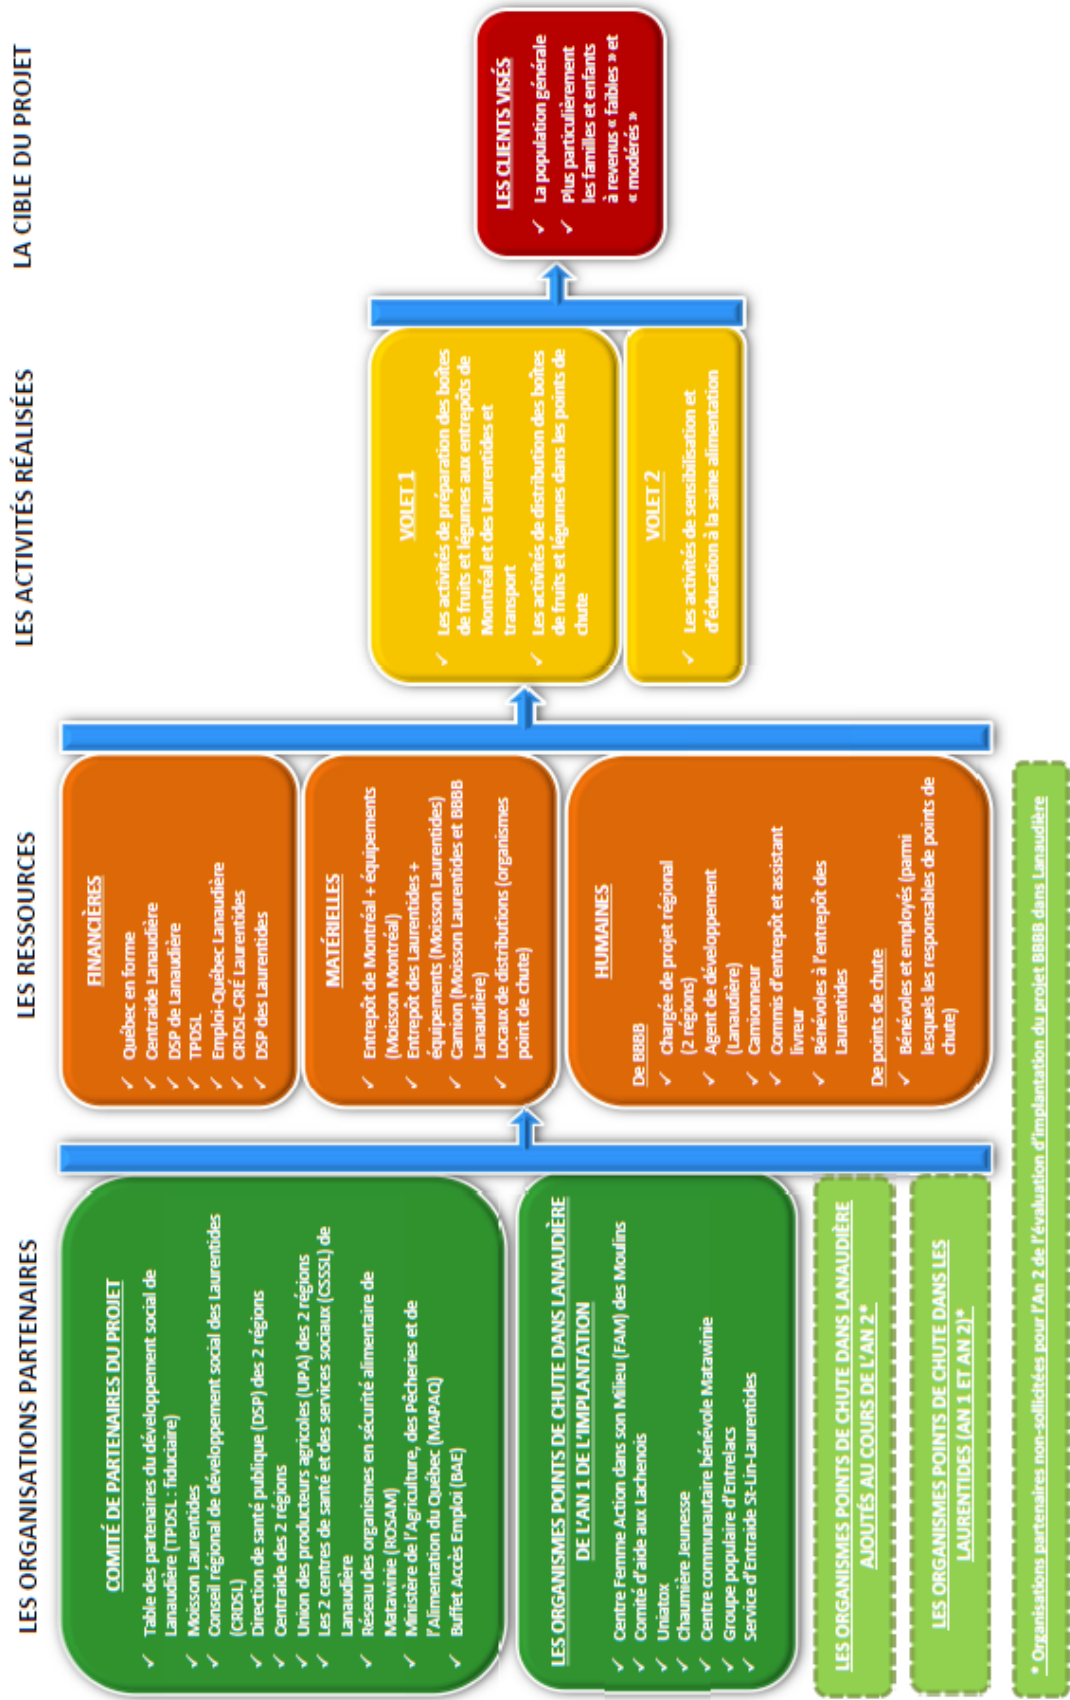 LES ORGANISATIONS PARTENAIRES
COMITÉ DE PARTENAIRES DU PROJET
✓ Table des partenaires du développement social de
Lanaudière (TPDSL : fiduciaire)
✓ Moisson Laurentides
✓ Conseil régional de développement social des Laurentides
(CRDSL)
✓ Direction de santé publique (DSP) des 2 régions
✓ Centraide des 2 régions
✓ Union des producteurs agricoles (UPA) des 2 régions
✓ Les 2 centres de santé et des services sociaux (CSSSL) de
Lanaudière
✓ Réseau des organismes en sécurité alimentaire de
Matawinie (ROSAM)
✓ Ministère de l'Agriculture, des Pêcheries et de
l'Alimentation du Québec (MAPAQ)
✓ Buffet Accès Emploi (BAE)
LES ORGANISMES POINTS DE CHUTE DANS LANAUDIÈRE
DE L'AN 1 DE L'IMPLANTATION
✓ Centre Femme Action dans son Milieu (FAM) des Moulins
✓ Comité d'aide aux Lachenois
✓ Uniatox
✓ Chaumière Jeunesse
✓ Centre communautaire bénévole Matawinie
✓ Groupe populaire d'Entrelacs
✓ Service d'Entraide St-Lin-Laurentides
LES ORGANISMES POINTS DE CHUTE DANS LANAUDIÈRE
AJOUTÉS AU COURS DE L'AN 2*
LES ORGANISMES POINTS DE CHUTE DANS LES
LAURENTIDES (AN 1 ET AN 2)*
LES RESSOURCES
FINANCIÈRES
✓ Québec en forme
✓ Centraide Lanaudière
✓ DSP de Lanaudière
✓ TPDSL
✓ Emploi-Québec Lanaudière
✓ CRDSL-CRÉ Laurentides
✓ DSP des Laurentides
MATÉRIELLES
✓ Entrepôt de Montréal + équipements
(Moisson Montréal)
✓ Entrepôt des Laurentides +
équipements (Moisson Laurentides)
✓ Camion (Moisson Laurentides et BBBB
Lanaudière)
✓ Locaux de distributions (organismes
point de chute)
HUMAINES
De BBBB
✓ Chargée de projet régional
(2 régions)
✓ Agent de développement
(Lanaudière)
✓ Camionneur
✓ Commis d'entrepôt et assistant
livreur
✓ Bénévoles à l'entrepôt des
Laurentides
De points de chute
✓ Bénévoles et employés (parmi
lesquels les responsables de points de
chute)
LES ACTIVITÉS RÉALISÉES
VOLET 1
✓ Les activités de préparation des boîtes
de fruits et légumes aux entrepôts de
Montréal et des Laurentides et
transport
✓ Les activités de distribution des boîtes
de fruits et légumes dans les points de
chute
VOLET 2
✓ Les activités de sensibilisation et
d'éducation à la saine alimentation
LA CIBLE DU PROJET
LES CLIENTS VISÉS
✓ La population générale
✓ Plus particulièrement
les familles et enfants
à revenus « faibles » et
« modérés »
* Organisations partenaires non-sollicitées pour l'An 2 de l'évaluation d'implantation du projet BBBB dans Lanaudière